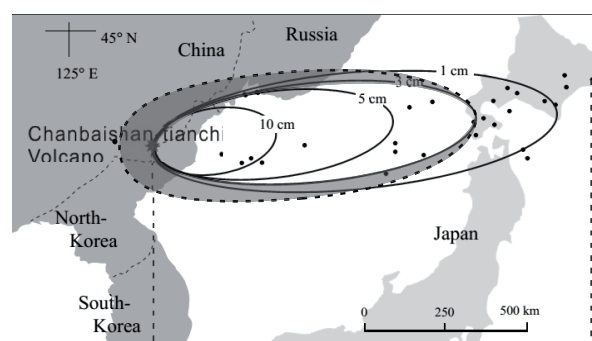 45° N
125° E
China
Russia
1 cm
3 cm
5 cm
10 cm
Chanbaishan tianchi
Volcano
North-
Korea
Japan
South-
Korea
0
250
500 km